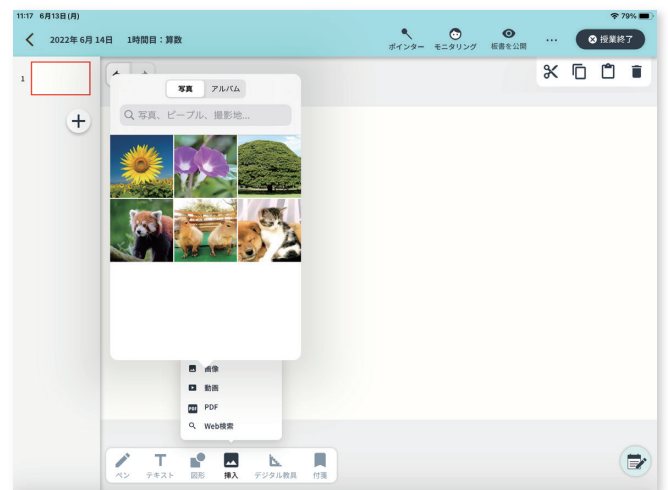 11:17 6月13日(月)
79%
2022年6月14日 1時間目：算数
ポインター
モニタリング
板書を公開
...
授業終了
1
写真
アルバム
写真、ピープル、撮影地...
画像
動画
PDF
PDF
Web検索
ペン
テキスト
図形
挿入
デジタル教具
付箋